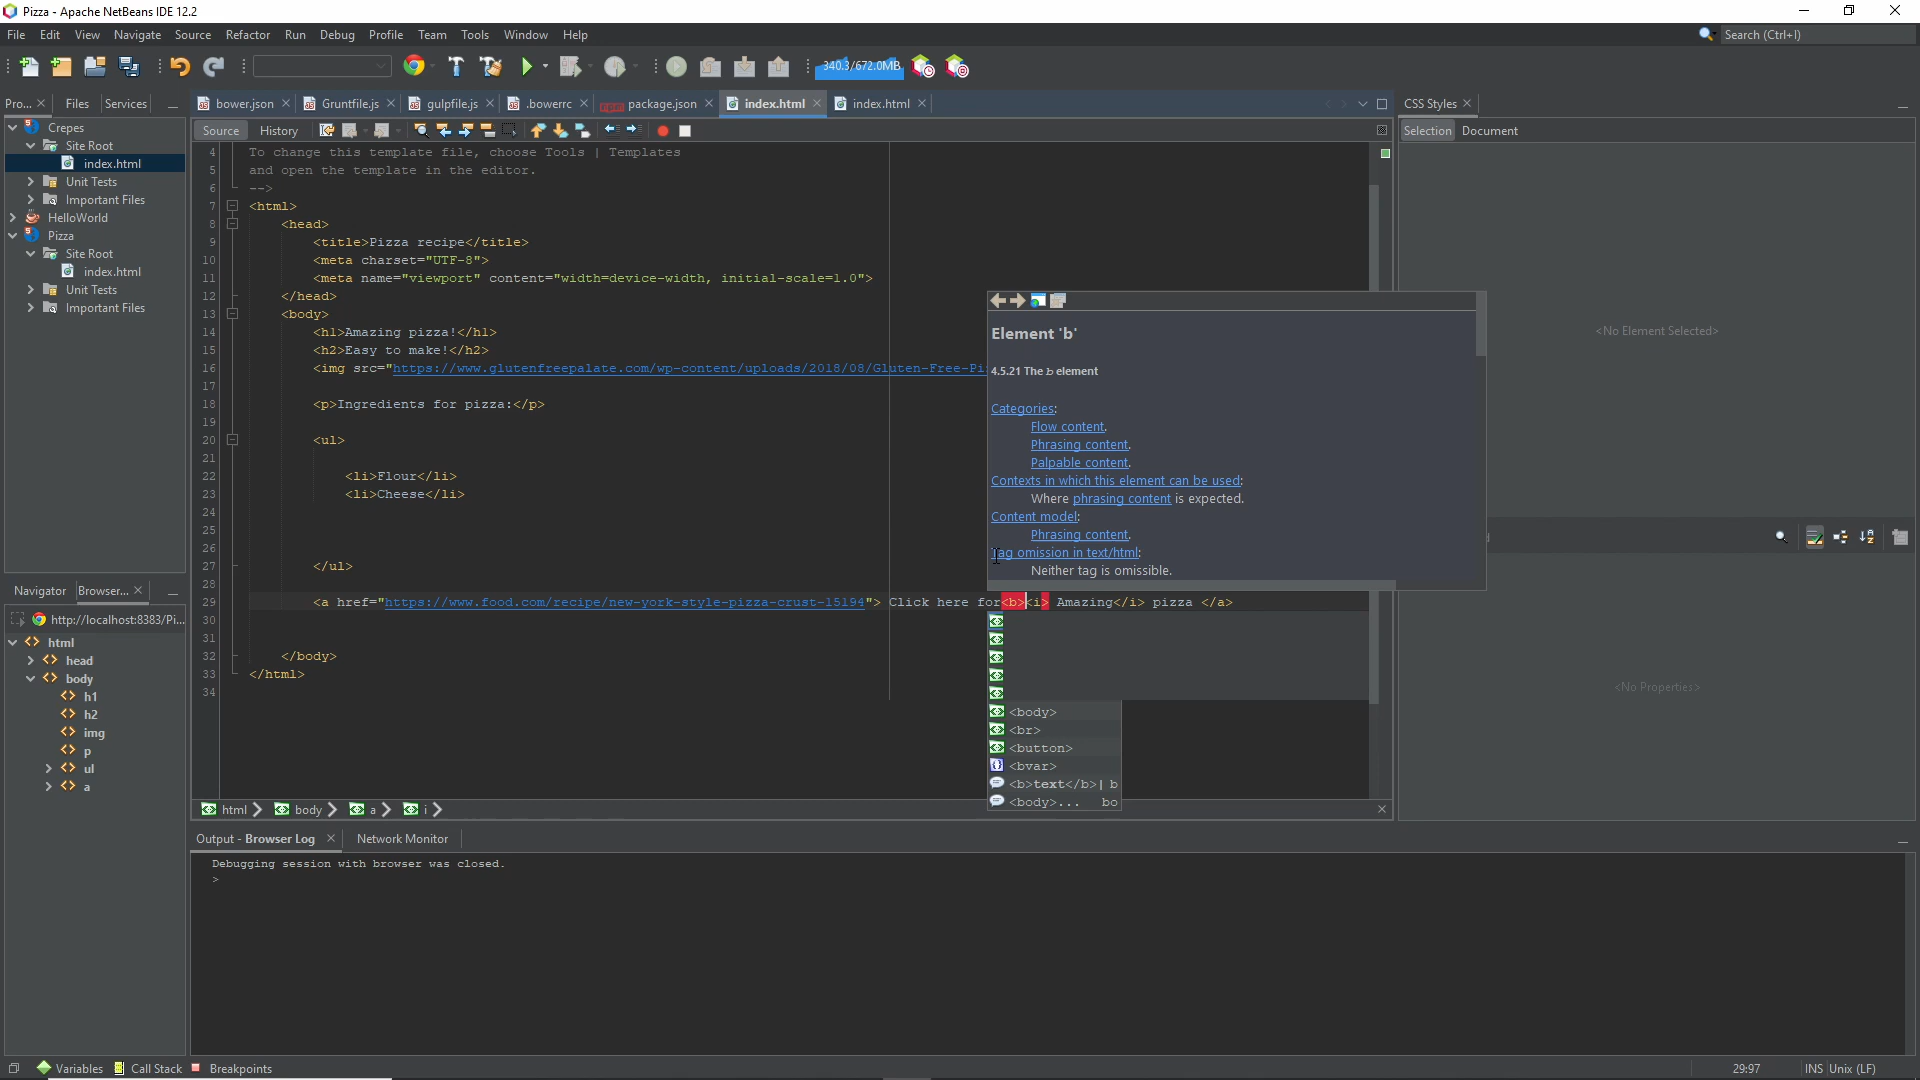 Pizza - Apache NetBeans IDE 12.2
File Edit View Navigate Source Refactor Run Debug Profile Team Tools Window Help
Search (Ctrl+I)
340.3/672.0MB
Pro... Files Services
bower.json Gruntfile.js gulpfile.js .bowerrc package.json index.html index.html
CSS Styles
Source History
Selection Document
Crepes
Site Root
index.html
Unit Tests
Important Files
HelloWorld
Pizza
Site Root
index.html
Unit Tests
Important Files
4 To change this template file, choose Tools | Templates
5 and open the template in the editor.
6 -->
7 <html>
8 <head>
9 <title>Pizza recipe</title>
10 <meta charset="UTF-8">
11 <meta name="viewport" content="width=device-width, initial-scale=1.0">
12 </head>
13 <body>
14 <h1>Amazing pizza!</h1>
15 <h2>Easy to make!</h2>
16 <img src="https://www.glutenfreepalate.com/wp-content/uploads/2018/08/Gluten-Free-Pi
17
18 <p>Ingredients for pizza:</p>
19
20 <ul>
21
22 <li>Flour</li>
23 <li>Cheese</li>
24
25
26
27 </ul>
28
29 <a href="https://www.food.com/recipe/new-york-style-pizza-crust-15194"> Click here for<b><i> Amazing</i> pizza </a>
30
31
32 </body>
33 </html>
34
Element 'b'
4.5.21 The b element
Categories:
Flow content.
Phrasing content.
Palpable content.
Contexts in which this element can be used:
Where phrasing content is expected.
Content model:
Phrasing content.
Tag omission in text/html:
Neither tag is omissible.
<body>
<br>
<button>
<bvar>
<b>text</b>| b
<body>... bo
<No Element Selected>
<No Properties>
Navigator Browser...
http://localhost:8383/Pi...
html
head
body
h1
h2
img
p
ul
a
html body a i
Output - Browser Log Network Monitor
Debugging session with browser was closed.
>
Variables Call Stack Breakpoints
29:97 INS Unix (LF)